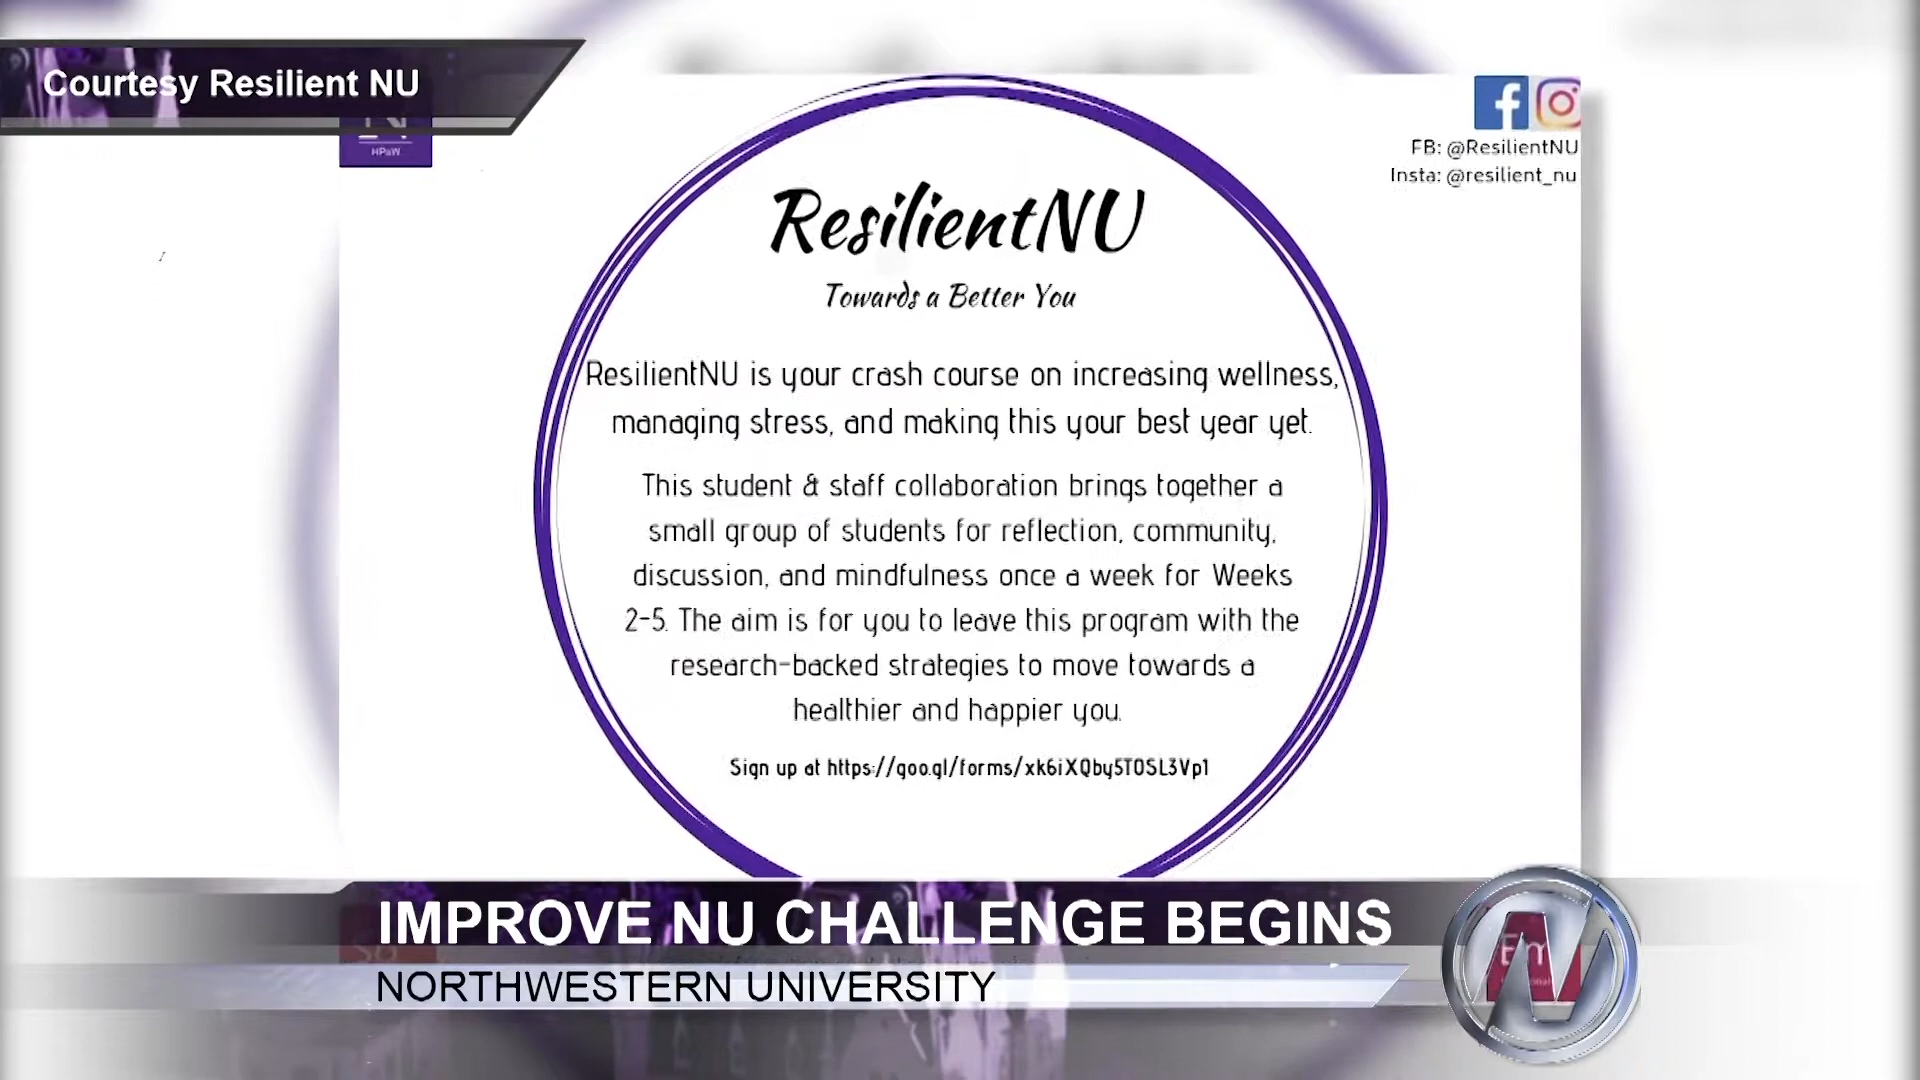 Courtesy Resilient NU
HPaW
FB: @ResilientNU
Insta: @resilient_nu
ResilientNU
Towards a Better You
ResilientNU is your crash course on increasing wellness,
managing stress, and making this your best year yet.
This student & staff collaboration brings together a
small group of students for reflection, community,
discussion, and mindfulness once a week for Weeks
2-5. The aim is for you to leave this program with the
research-backed strategies to move towards a
healthier and happier you.
Sign up at https://goo.gl/forms/xk6iXQby5TOSL3Vp1
IMPROVE NU CHALLENGE BEGINS
NORTHWESTERN UNIVERSITY
Em